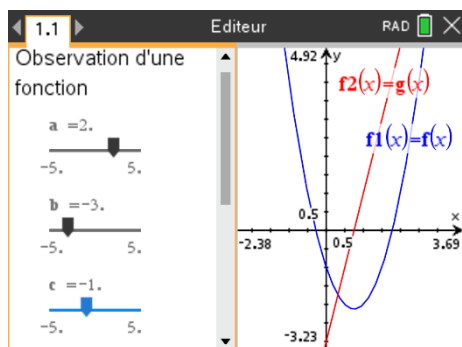 1.1 Editeur RAD
Observation d'une
fonction
a =2.
-5. 5.
b =-3.
-5. 5.
c =-1.
-5. 5.
4.92 y
f2(x)=g(x)
f1(x)=f(x)
0.5 x
-2.38 0.5 3.69
-3.23